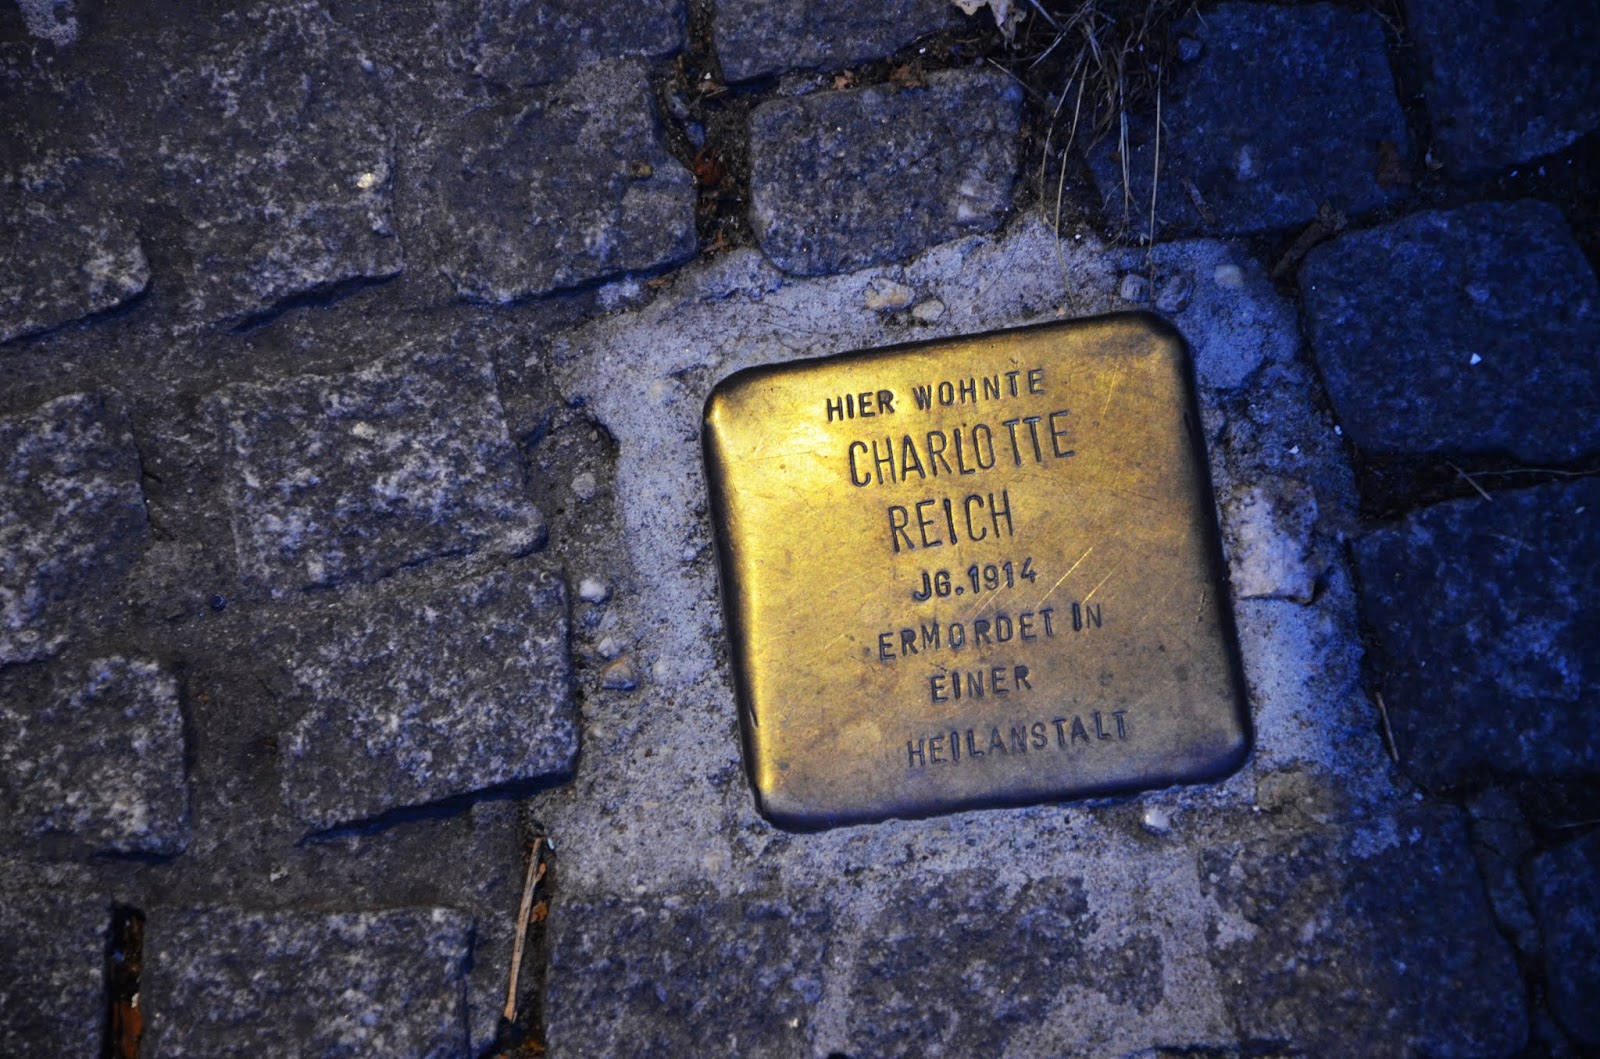 HIER WOHNTE
CHARLOTTE
REICH
JG. 1914
ERMORDET IN
EINER
HEILANSTALT